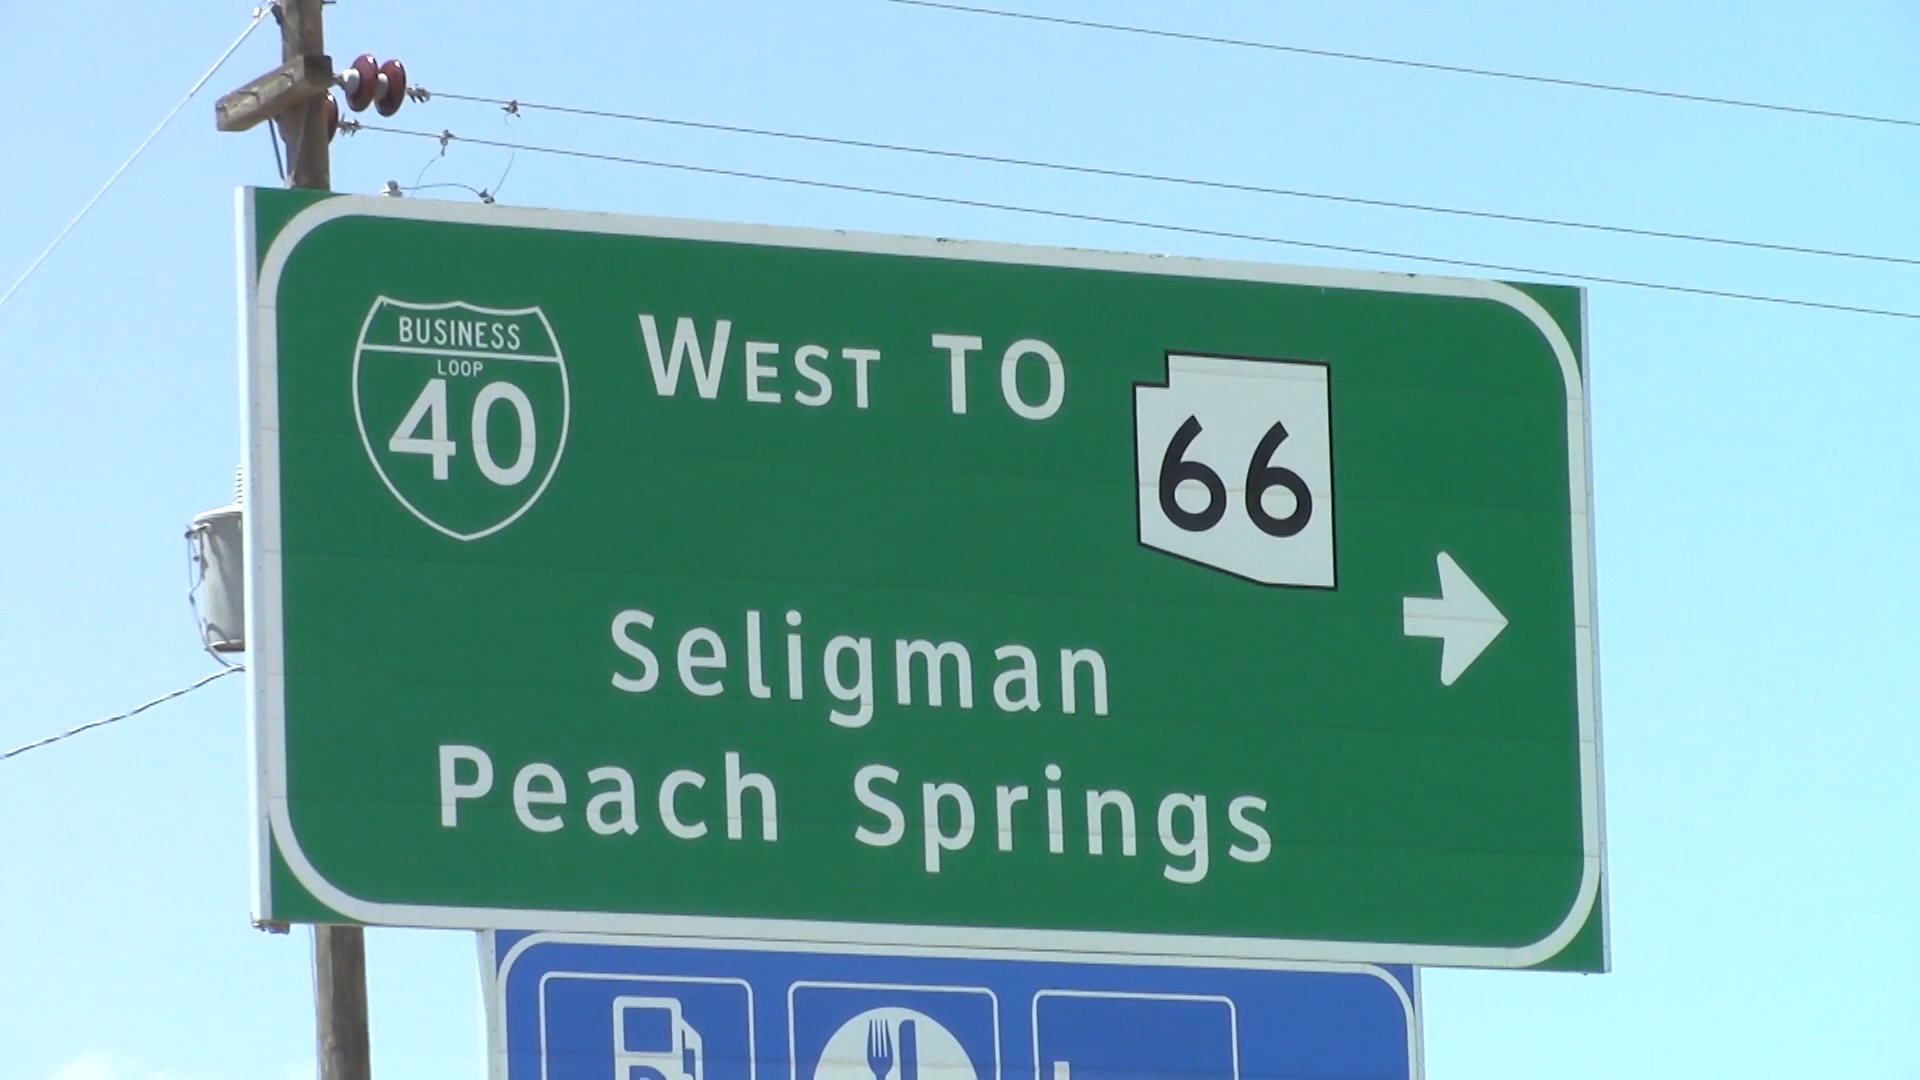 BUSINESS
LOOP
40
WEST TO
66
Seligman
Peach Springs